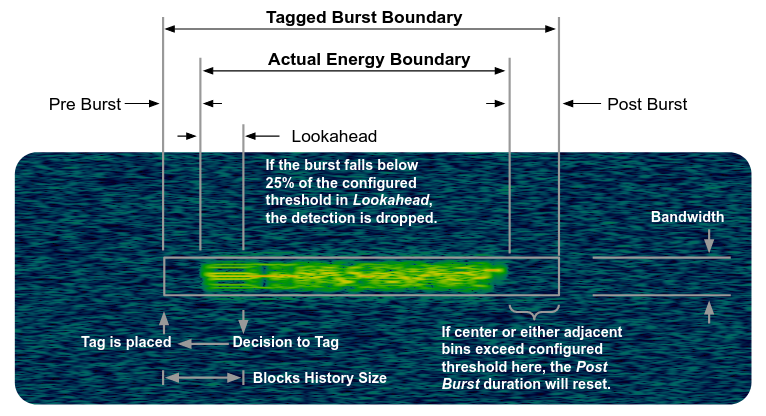 Tagged Burst Boundary
Actual Energy Boundary
Pre Burst
Post Burst
Lookahead
If the burst falls below
25% of the configured
threshold in Lookahead,
the detection is dropped.
Bandwidth
Tag is placed
Decision to Tag
If center or either adjacent
bins exceed configured
threshold here, the Post
Burst duration will reset.
Blocks History Size